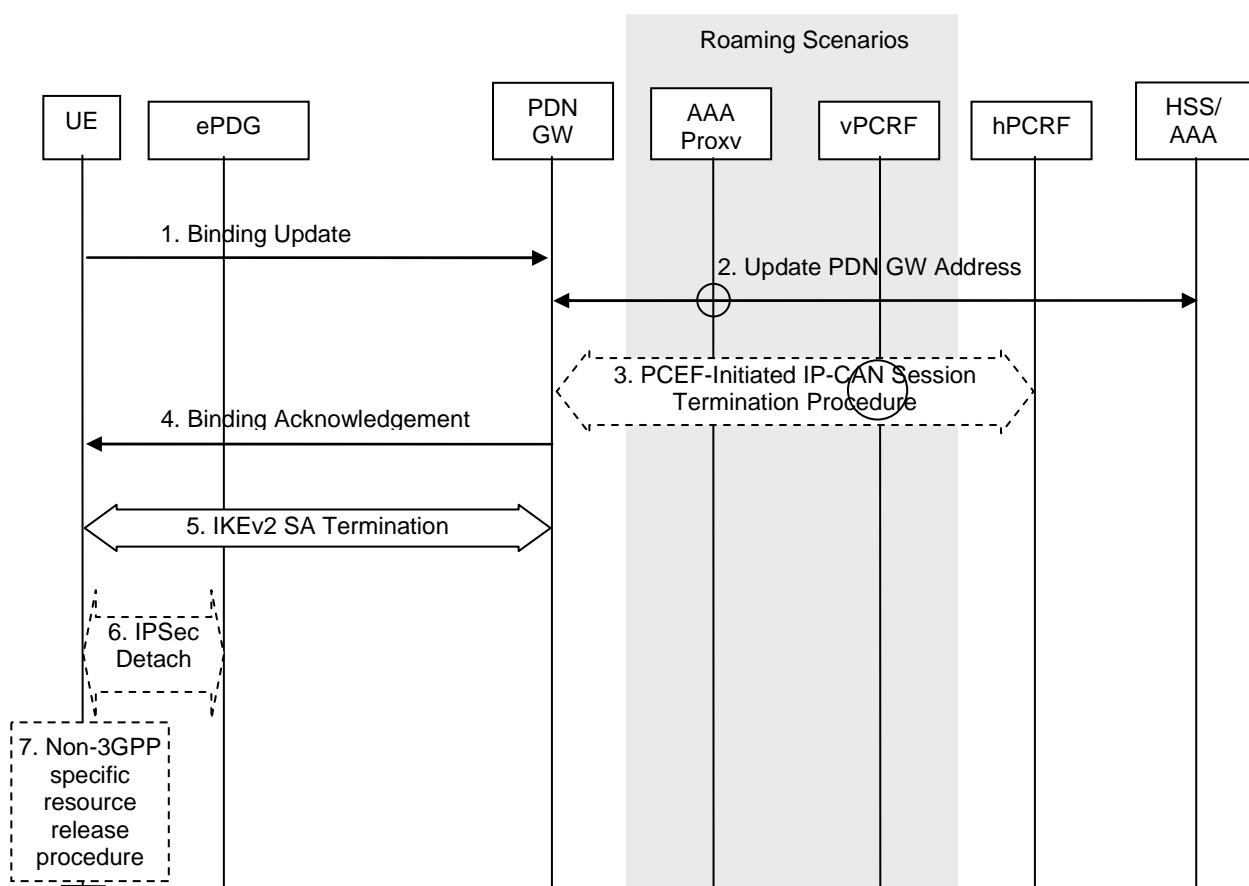 Roaming Scenarios
UE
ePDG
PDN
GW
AAA
Proxv
vPCRF
hPCRF
HSS/
AAA
1. Binding Update
2. Update PDN GW Address
3. PCEF-Initiated IP-CAN Session
Termination Procedure
4. Binding Acknowledgement
5. IKEv2 SA Termination
6. IPSec
Detach
7. Non-3GPP
specific
resource
release
procedure